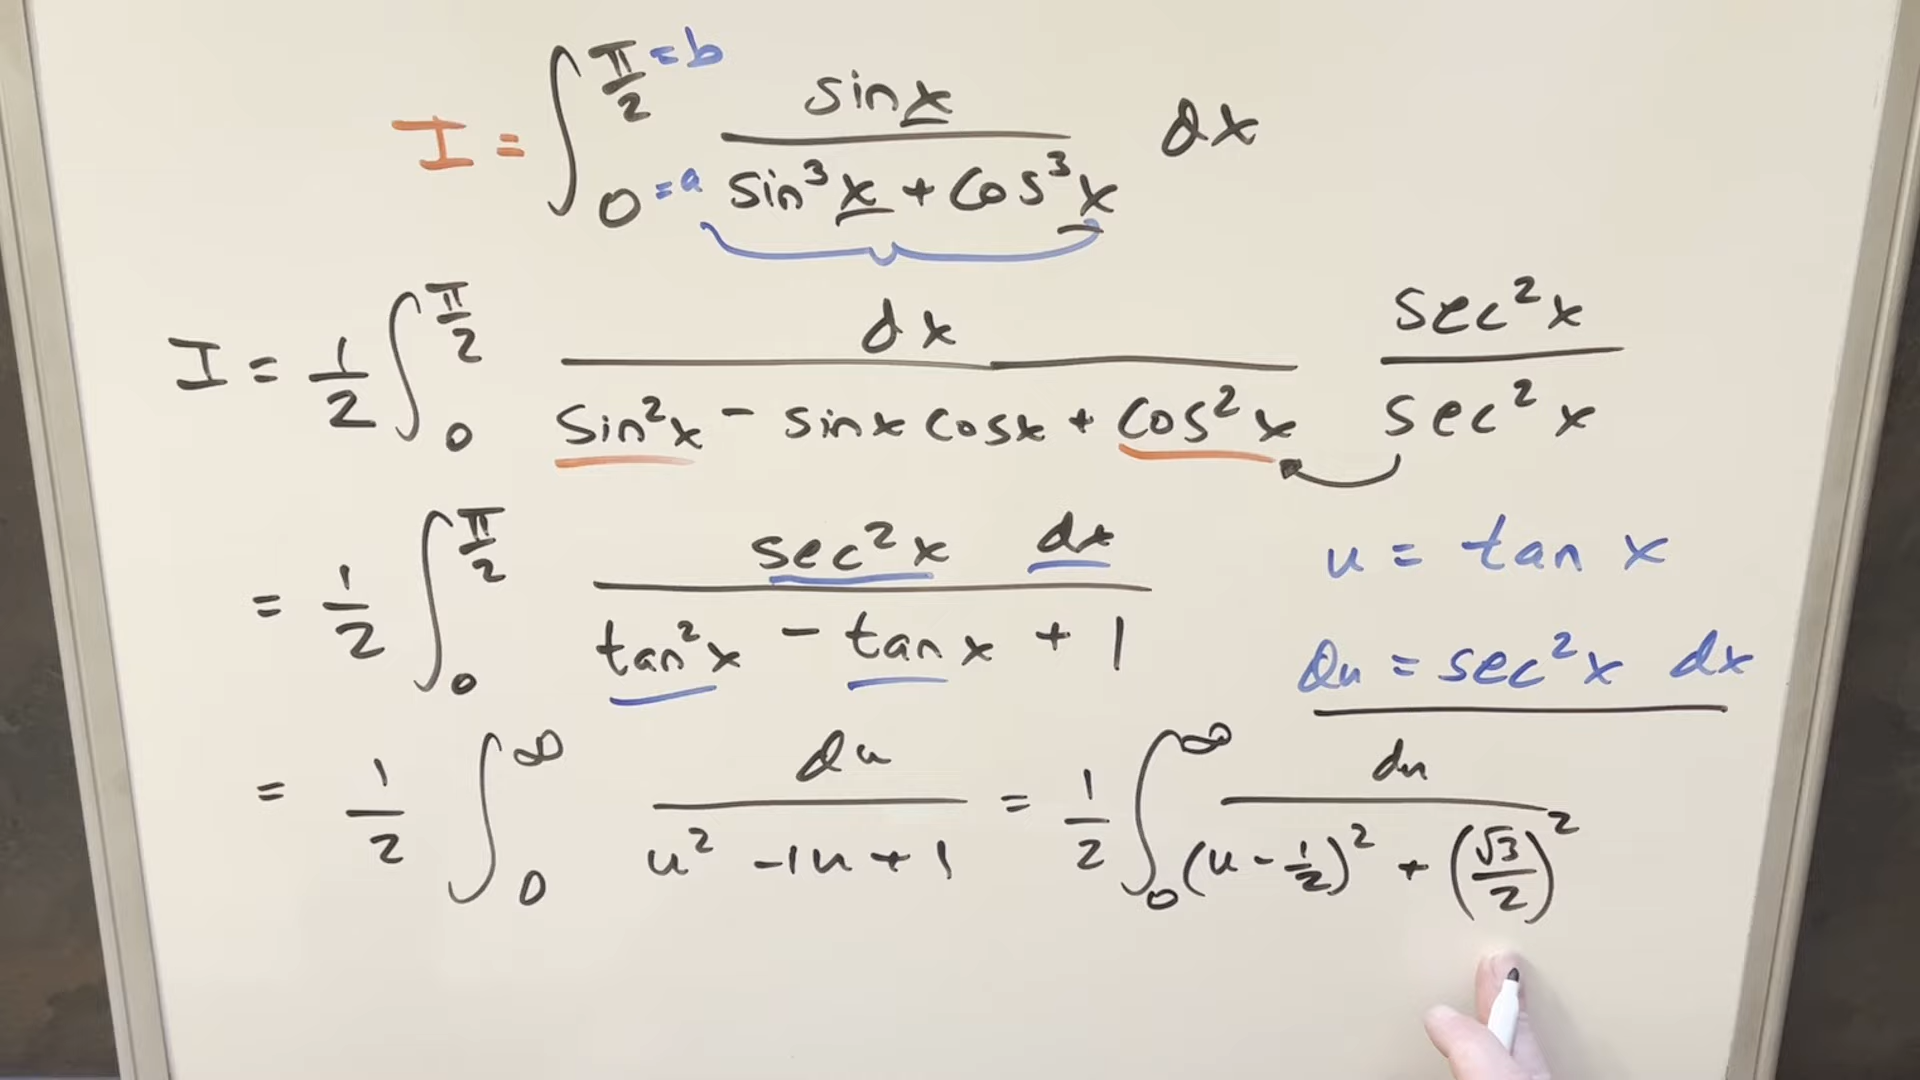 I = ∫₀^(π/2) sin x / (sin³x + cos³x) dx
= b
= a
I = 1/2 ∫₀^(π/2) dx / (sin²x - sin x cos x + cos²x) sec²x / sec²x
= 1/2 ∫₀^(π/2) sec²x dx / (tan²x - tan x + 1)
u = tan x
du = sec²x dx
= 1/2 ∫₀^∞ du / (u² - 1u + 1) = 1/2 ∫₀^∞ du / ((u - 1/2)² + (√3/2)²)